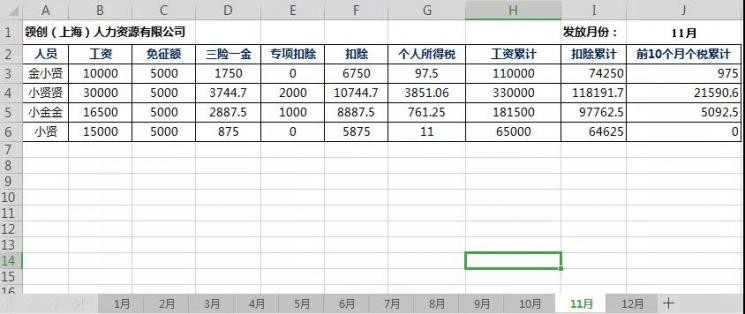 A B C D E F G H I J
1 领创（上海）人力资源有限公司 发放月份： 11月
2 人员 工资 免征额 三险一金 专项扣除 扣除 个人所得税 工资累计 扣除累计 前10个月个税累计
3 金小贤 10000 5000 1750 0 6750 97.5 110000 74250 975
4 小贤贤 30000 5000 3744.7 2000 10744.7 3851.06 330000 118191.7 21590.6
5 小金金 16500 5000 2887.5 1000 8887.5 761.25 181500 97762.5 5092.5
6 小贤 15000 5000 875 0 5875 11 65000 64625 0
7
8
9
10
11
12
13
14
15
16
1月 2月 3月 4月 5月 6月 7月 8月 9月 10月 11月 12月